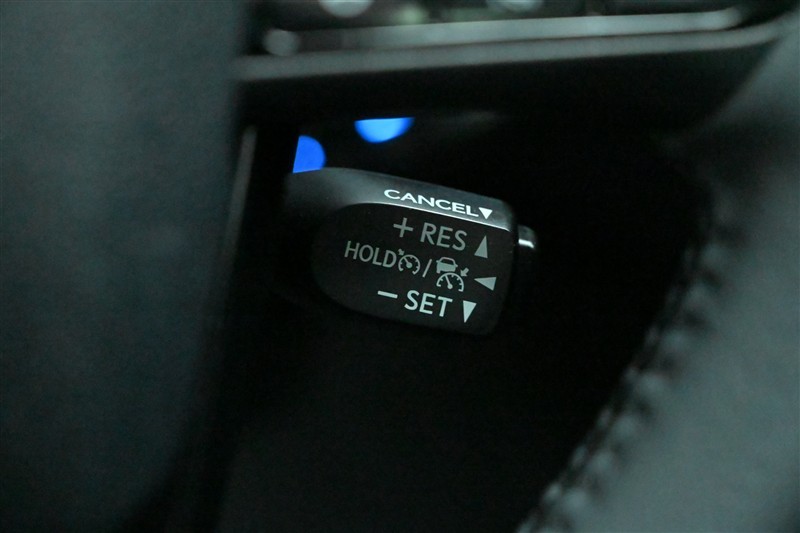 CANCEL▼
+ RES ▲
HOLD / ◀
− SET ▼